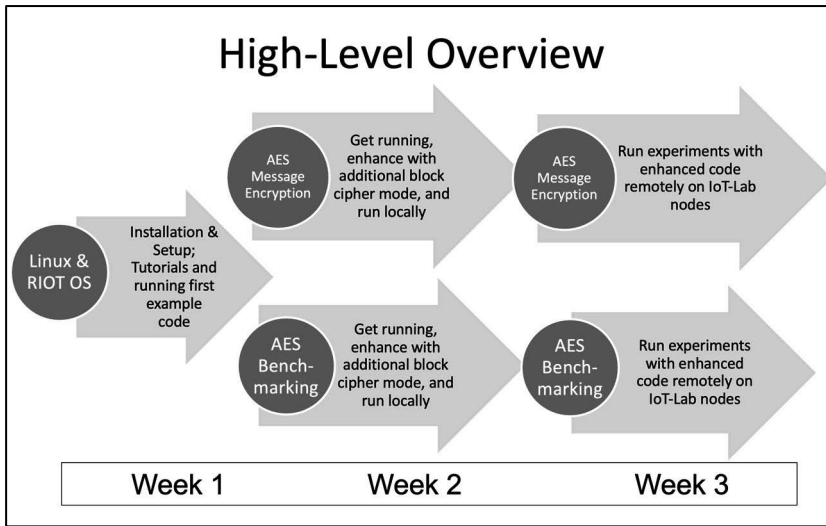 High-Level Overview
Linux &
RIOT OS
Installation &
Setup;
Tutorials and
running first
example
code
AES
Message
Encryption
Get running,
enhance with
additional block
cipher mode, and
run locally
AES
Message
Encryption
Run experiments with
enhanced code
remotely on IoT-Lab
nodes
AES
Bench-
marking
Get running,
enhance with
additional block
cipher mode, and
run locally
AES
Bench-
marking
Run experiments
with enhanced
code remotely on
IoT-Lab nodes
Week 1 Week 2 Week 3